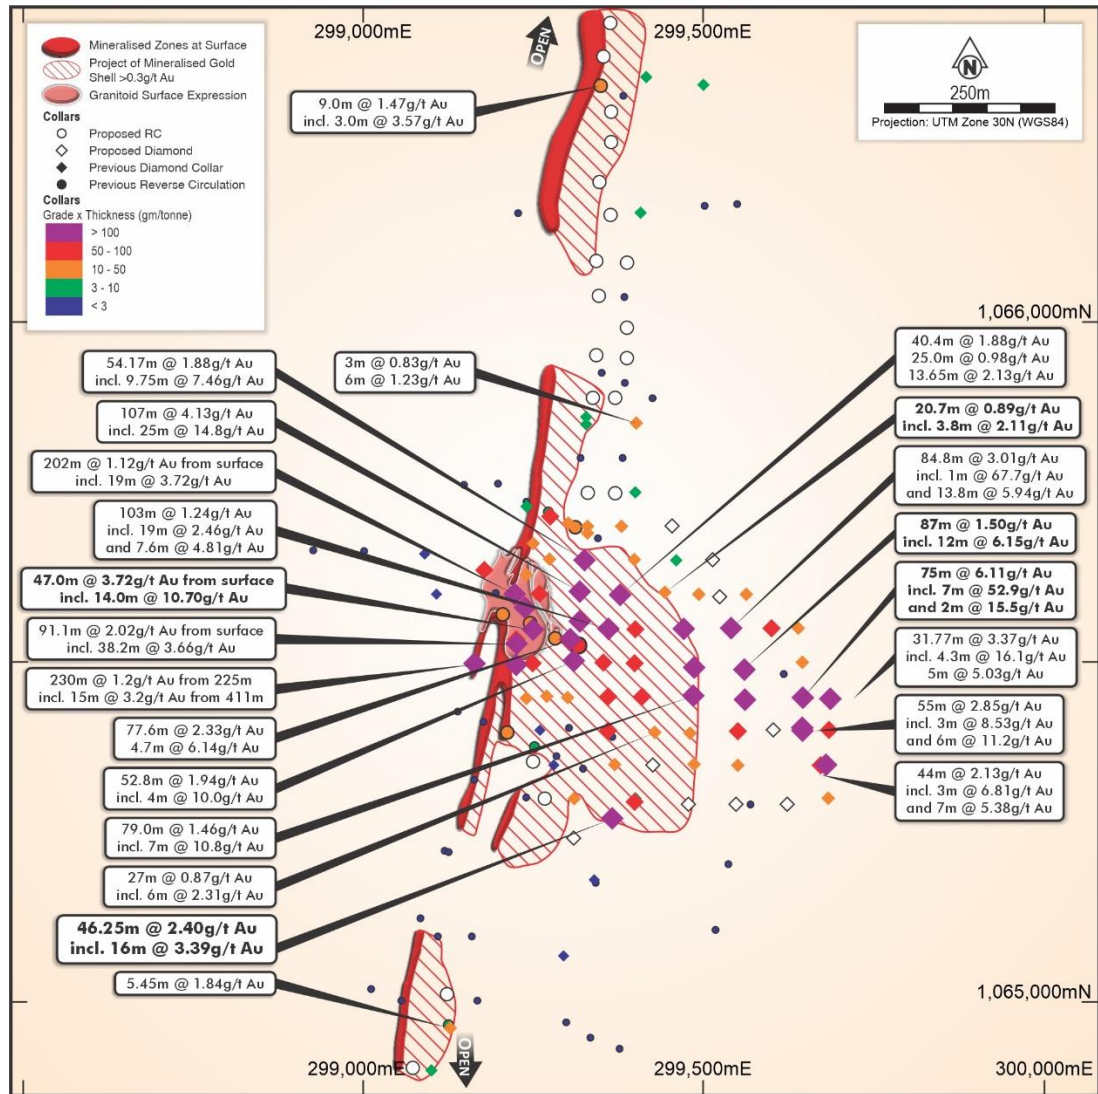 299,000mE
299,500mE
OPEN
Mineralised Zones at Surface
Project of Mineralised Gold
Shell >0.3g/t Au
Granitoid Surface Expression
Collars
Proposed RC
Proposed Diamond
Previous Diamond Collar
Previous Reverse Circulation
Collars
Grade x Thickness (gm/tonne)
> 100
50 - 100
10 - 50
3 - 10
< 3
9.0m @ 1.47g/t Au
incl. 3.0m @ 3.57g/t Au
N
250m
Projection: UTM Zone 30N (WGS84)
1,066,000mN
54.17m @ 1.88g/t Au
incl. 9.75m @ 7.46g/t Au
107m @ 4.13g/t Au
incl. 25m @ 14.8g/t Au
202m @ 1.12g/t Au from surface
incl. 19m @ 3.72g/t Au
103m @ 1.24g/t Au
incl. 19m @ 2.46g/t Au
and 7.6m @ 4.81g/t Au
47.0m @ 3.72g/t Au from surface
incl. 14.0m @ 10.70g/t Au
91.1m @ 2.02g/t Au from surface
incl. 38.2m @ 3.66g/t Au
230m @ 1.2g/t Au from 225m
incl. 15m @ 3.2g/t Au from 411m
77.6m @ 2.33g/t Au
4.7m @ 6.14g/t Au
52.8m @ 1.94g/t Au
incl. 4m @ 10.0g/t Au
79.0m @ 1.46g/t Au
incl. 7m @ 10.8g/t Au
27m @ 0.87g/t Au
incl. 6m @ 2.31g/t Au
46.25m @ 2.40g/t Au
incl. 16m @ 3.39g/t Au
5.45m @ 1.84g/t Au
3m @ 0.83g/t Au
6m @ 1.23g/t Au
40.4m @ 1.88g/t Au
25.0m @ 0.98g/t Au
13.65m @ 2.13g/t Au
20.7m @ 0.89g/t Au
incl. 3.8m @ 2.11g/t Au
84.8m @ 3.01g/t Au
incl. 1m @ 67.7g/t Au
and 13.8m @ 5.94g/t Au
87m @ 1.50g/t Au
incl. 12m @ 6.15g/t Au
75m @ 6.11g/t Au
incl. 7m @ 52.9g/t Au
and 2m @ 15.5g/t Au
31.77m @ 3.37g/t Au
incl. 4.3m @ 16.1g/t Au
5m @ 5.03g/t Au
55m @ 2.85g/t Au
incl. 3m @ 8.53g/t Au
and 6m @ 11.2g/t Au
44m @ 2.13g/t Au
incl. 3m @ 6.81g/t Au
and 7m @ 5.38g/t Au
1,065,000mN
OPEN
299,000mE
299,500mE
300,000mE